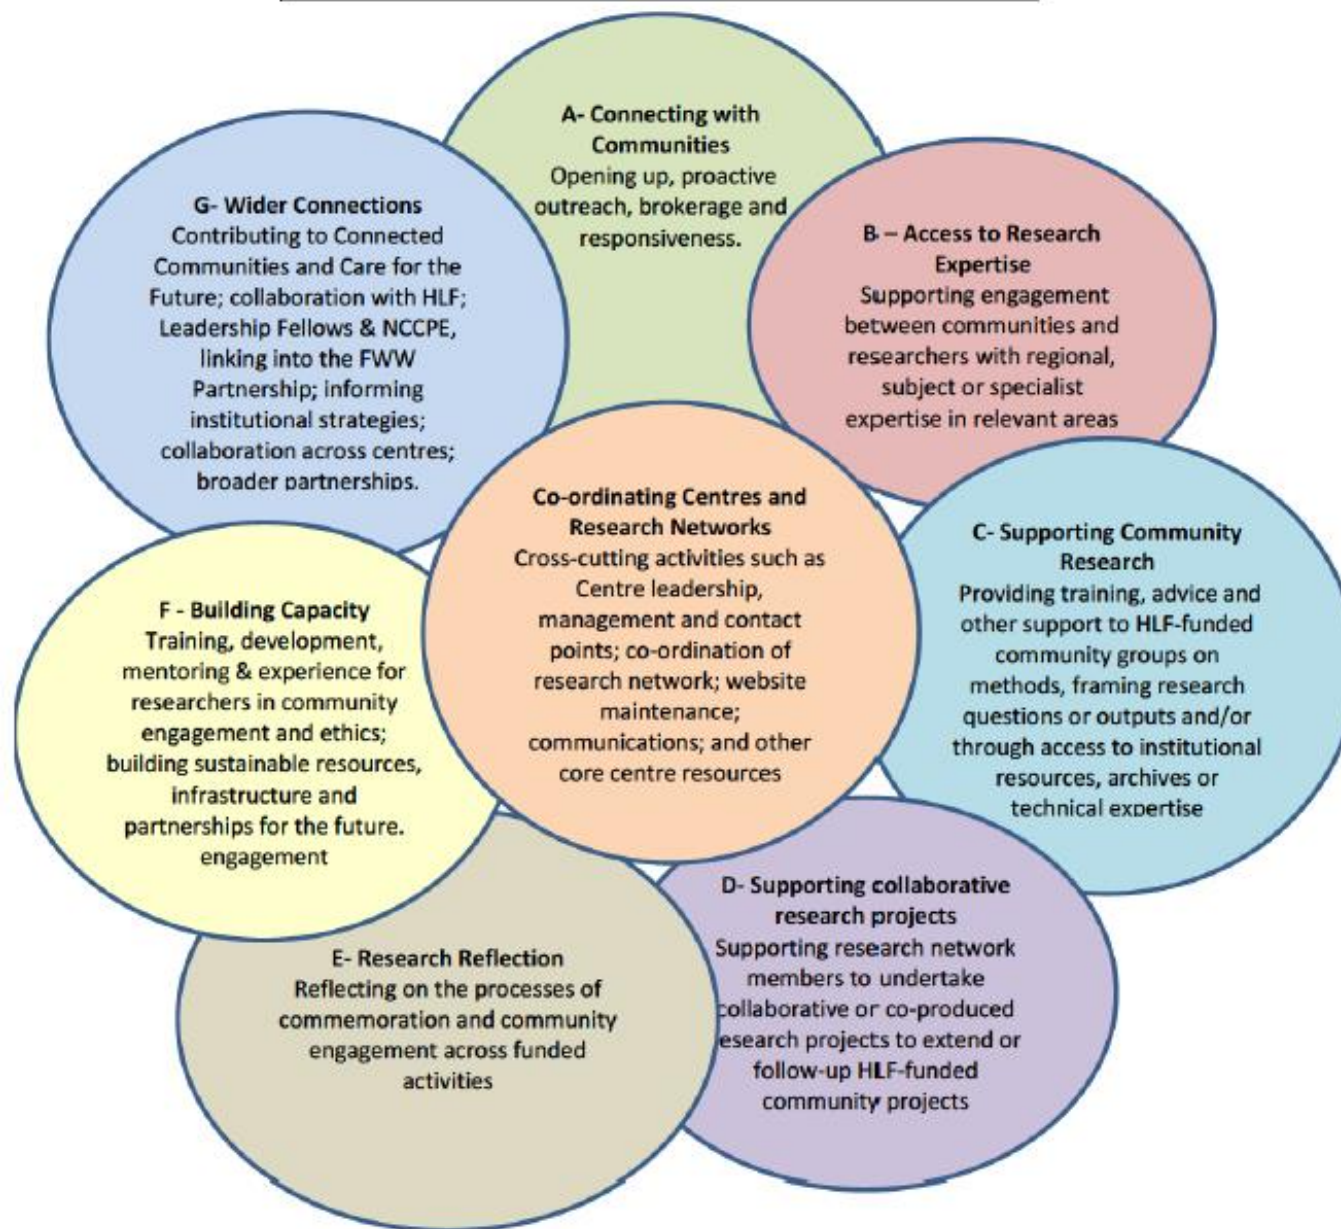 A- Connecting with
Communities
Opening up, proactive
outreach, brokerage and
responsiveness.
B – Access to Research
Expertise
Supporting engagement
between communities and
researchers with regional,
subject or specialist
expertise in relevant areas
C- Supporting Community
Research
Providing training, advice and
other support to HLF-funded
community groups on
methods, framing research
questions or outputs and/or
through access to institutional
resources, archives or
technical expertise
D- Supporting collaborative
research projects
Supporting research network
members to undertake
collaborative or co-produced
research projects to extend or
follow-up HLF-funded
community projects
E- Research Reflection
Reflecting on the processes of
commemoration and community
engagement across funded
activities
F - Building Capacity
Training, development,
mentoring & experience for
researchers in community
engagement and ethics;
building sustainable resources,
infrastructure and
partnerships for the future.
engagement
G- Wider Connections
Contributing to Connected
Communities and Care for the
Future; collaboration with HLF;
Leadership Fellows & NCCPE,
linking into the FWW
Partnership; informing
institutional strategies;
collaboration across centres;
broader partnerships.
Co-ordinating Centres and
Research Networks
Cross-cutting activities such as
Centre leadership,
management and contact
points; co-ordination of
research network; website
maintenance;
communications; and other
core centre resources